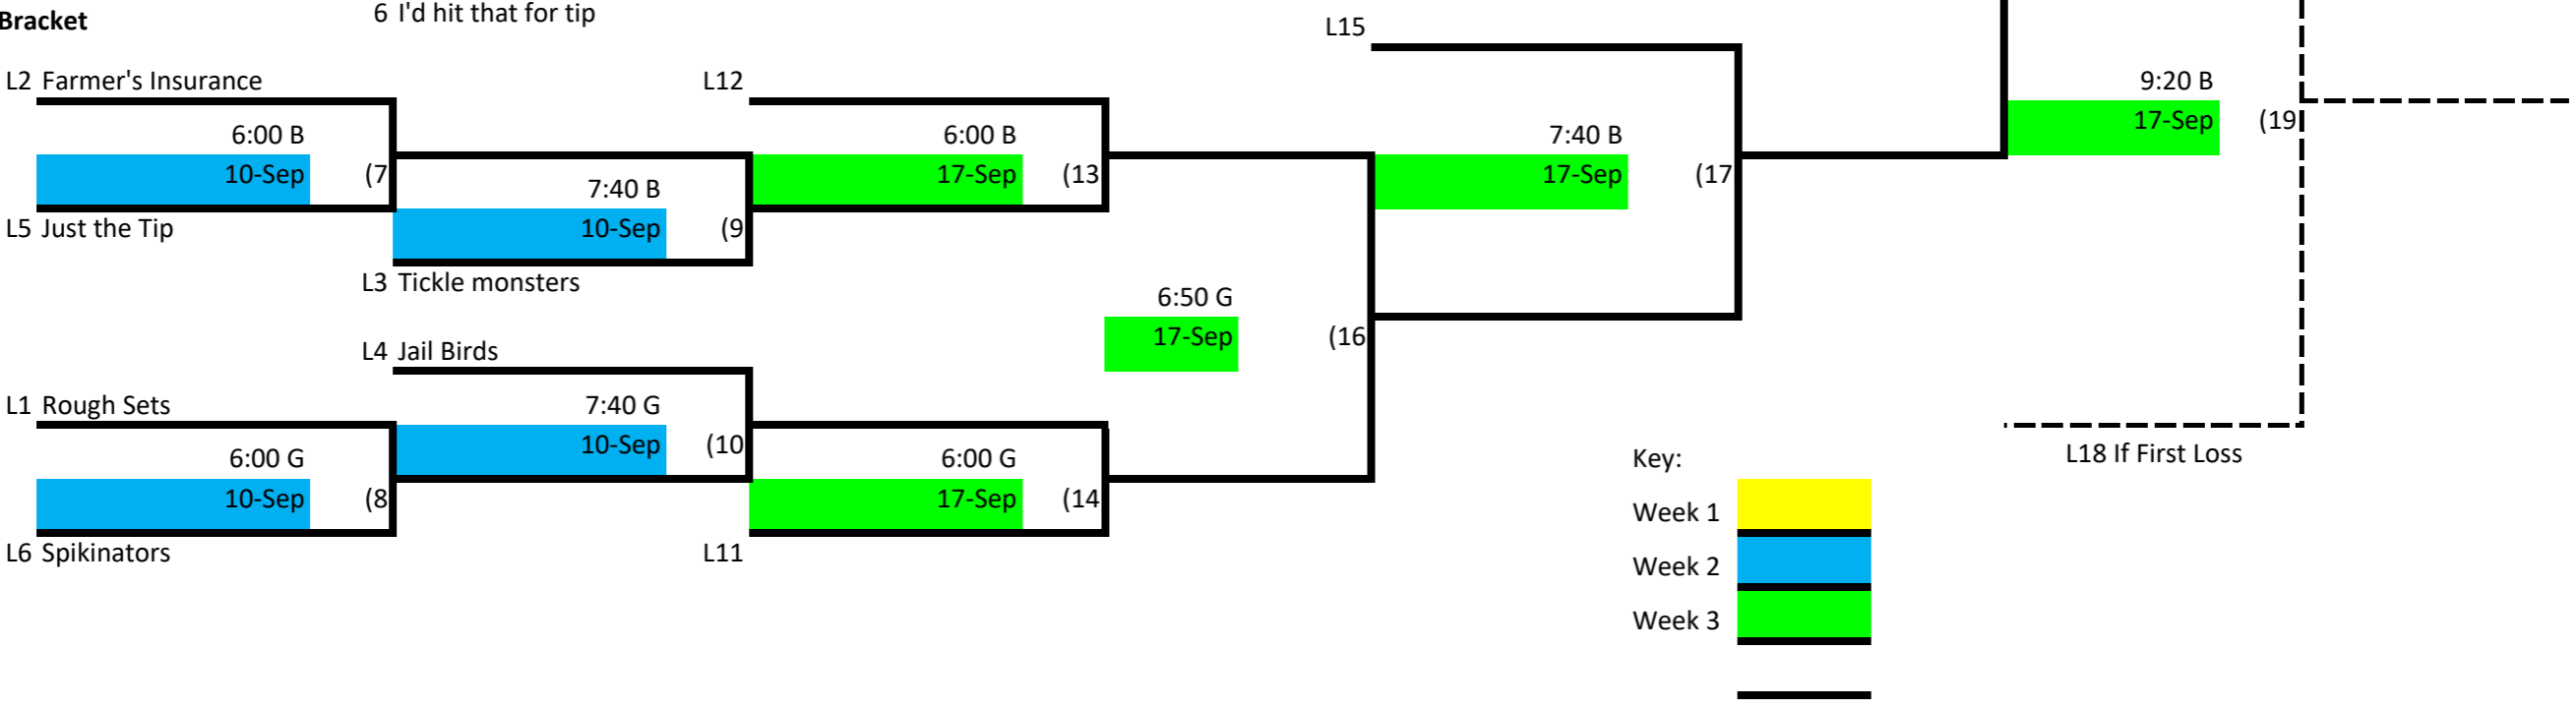 6 I'd hit that for tip
Bracket
L15
L2 Farmer's Insurance
L12
9:20 B
17-Sep (19
6:00 B
10-Sep (7
6:00 B
17-Sep (13
7:40 B
17-Sep (17
7:40 B
10-Sep (9
L5 Just the Tip
L3 Tickle monsters
6:50 G
17-Sep (16
L4 Jail Birds
L1 Rough Sets
7:40 G
10-Sep (10
6:00 G
10-Sep (8
6:00 G
17-Sep (14
L6 Spikinators
L11
L18 If First Loss
Key:
Week 1
Week 2
Week 3